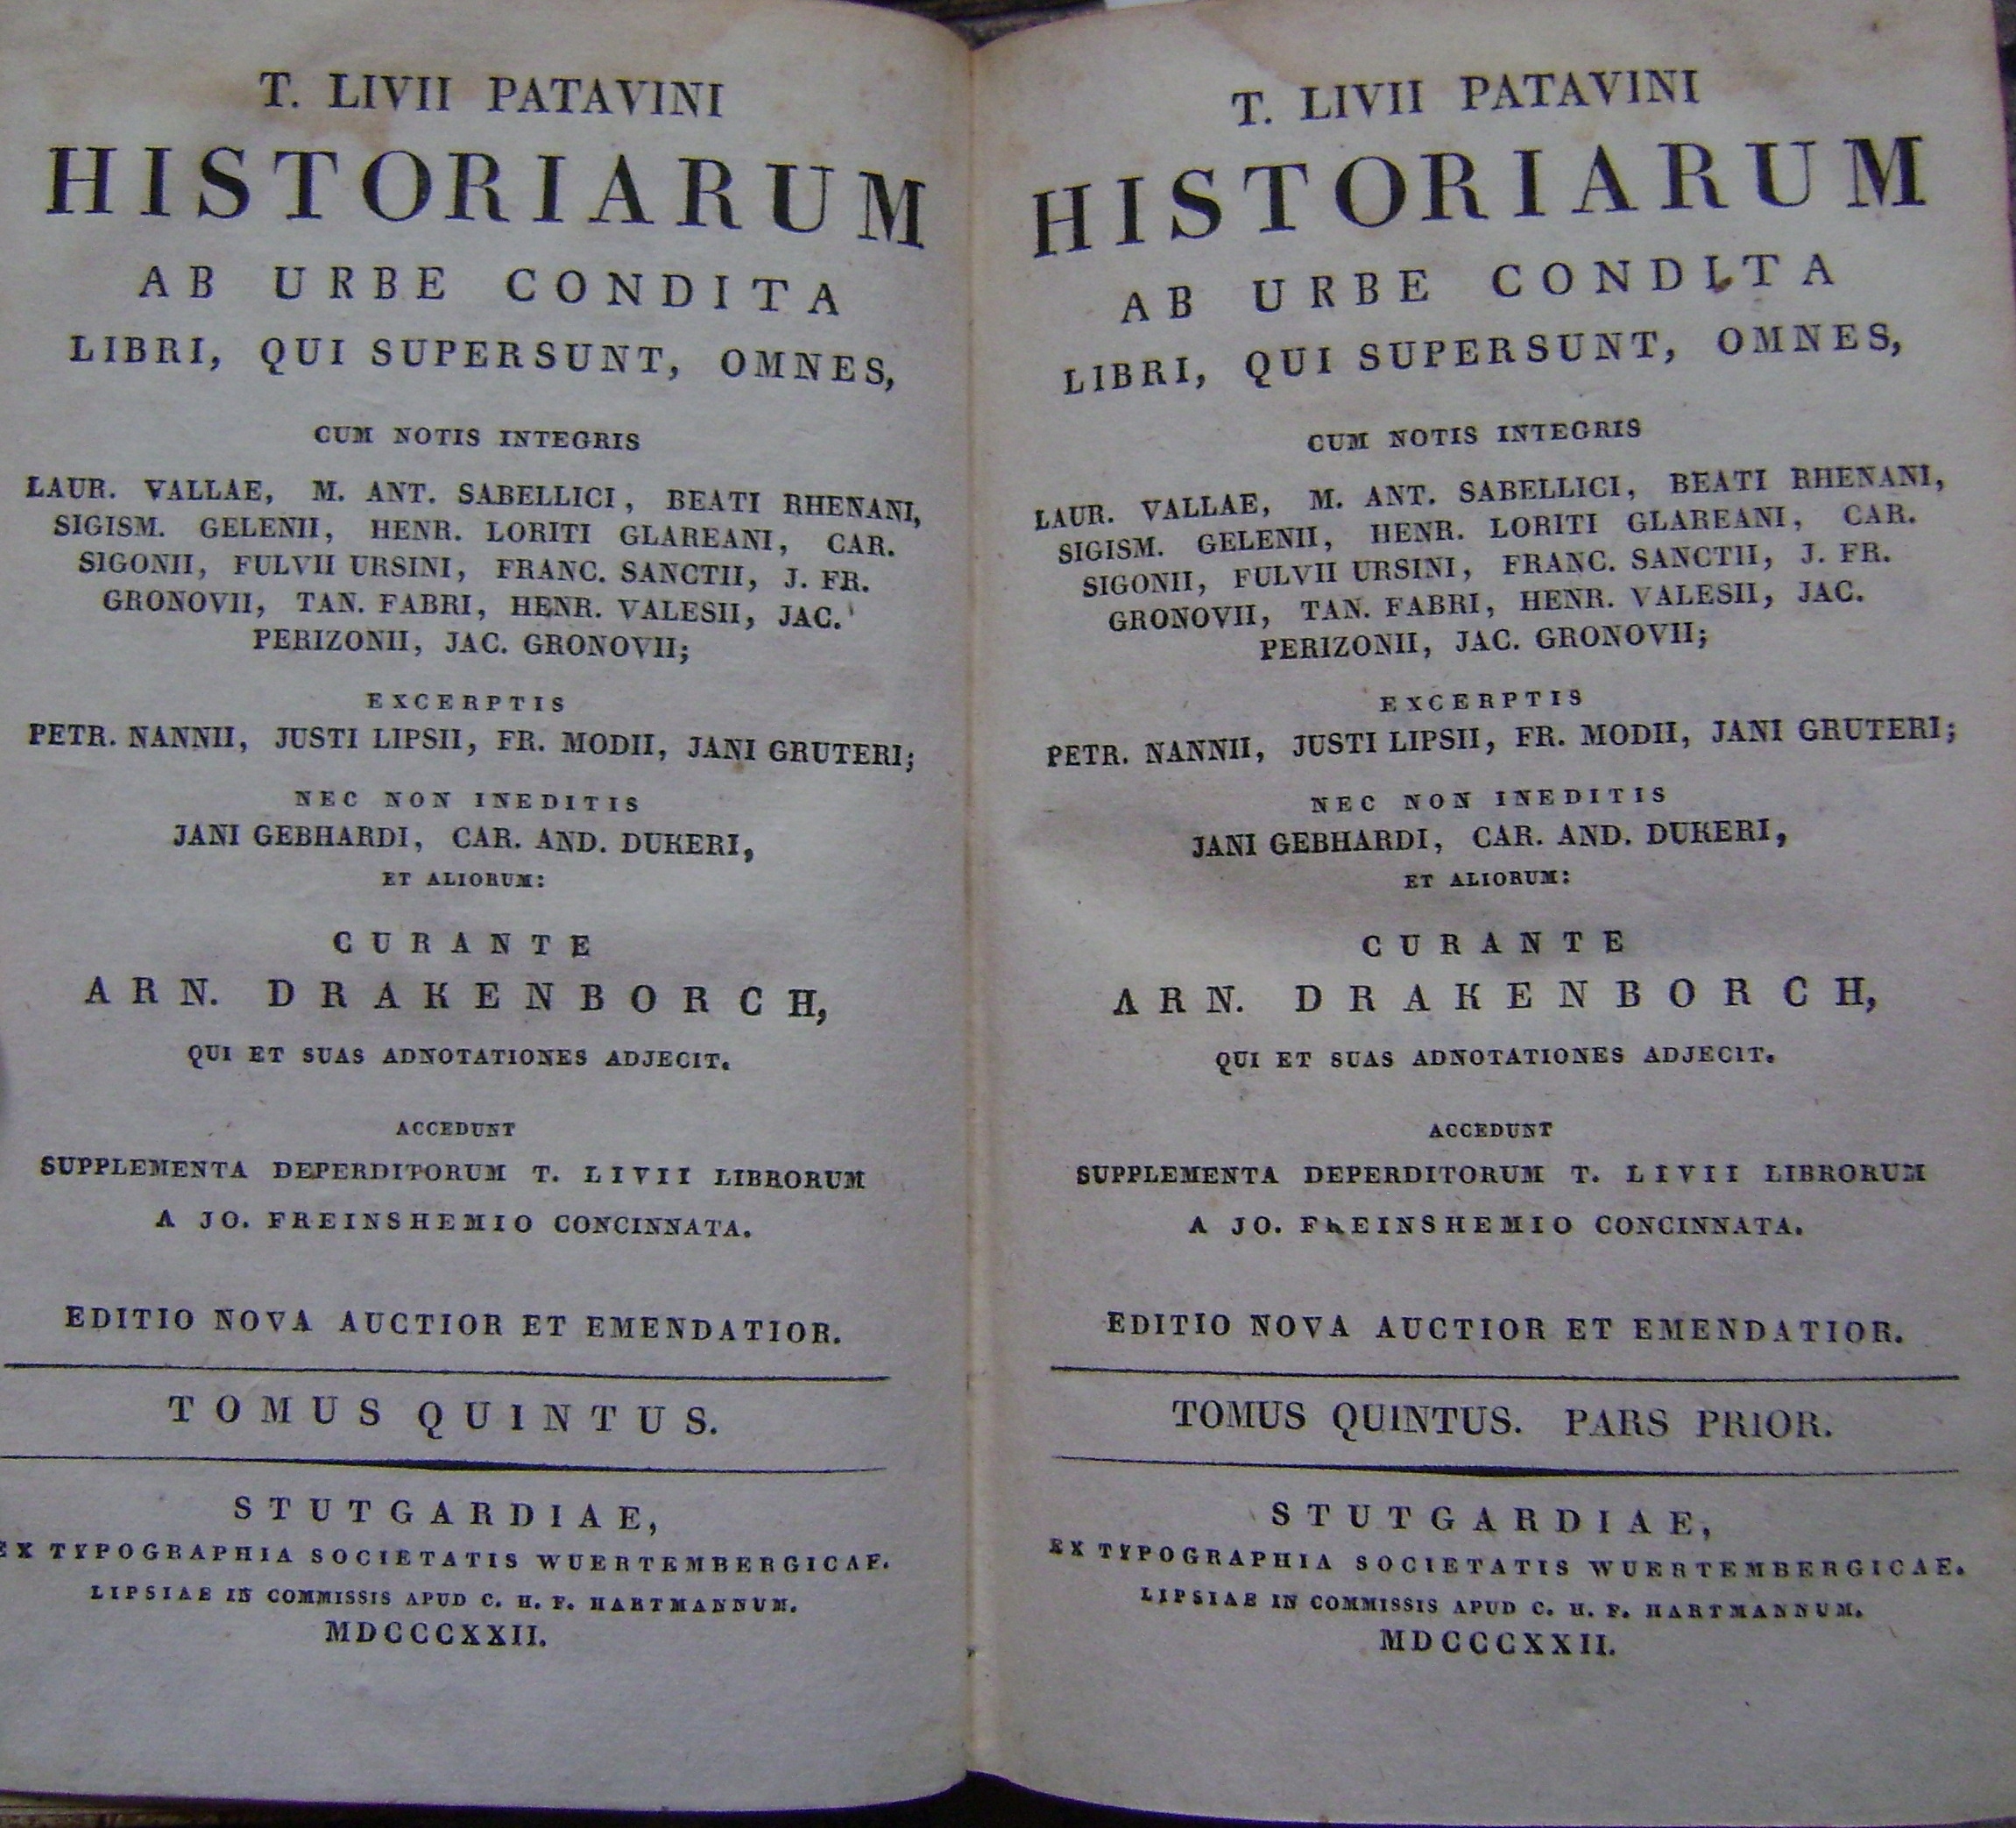 T. LIVII PATAVINI
HISTORIARUM
AB URBE CONDITA
LIBRI, QUI SUPERSUNT, OMNES,
CUM NOTIS INTEGRIS
LAUR. VALLAE, M. ANT. SABELLICI, BEATI RHENANI,
SIGISM. GELENII, HENR. LORITI GLAREANI, CAR.
SIGONII, FULVII URSINI, FRANC. SANCTII, J. FR.
GRONOVII, TAN. FABRI, HENR. VALESII, JAC.
PERIZONII, JAC. GRONOVII;
EXCERPTIS
PETR. NANNII, JUSTI LIPSII, FR. MODII, JANI GRUTERI;
NEC NON INEDITIS
JANI GEBHARDI, CAR. AND. DUKERI,
ET ALIORUM:
CURANTE
ARN. DRAKENBORCH,
QUI ET SUAS ADNOTATIONES ADJECIT.
ACCEDUNT
SUPPLEMENTA DEPERDITORUM T. LIVII LIBRORUM
A JO. FREINSHEMIO CONCINNATA.
EDITIO NOVA AUCTIOR ET EMENDATIOR.
TOMUS QUINTUS.
STUTGARDIAE,
EX TYPOGRAPHIA SOCIETATIS WUERTEMBERGICAE.
LIPSIAE IN COMMISSIS APUD C. H. F. HARTMANNUM.
MDCCCXXII.
T. LIVII PATAVINI
HISTORIARUM
AB URBE CONDITA
LIBRI, QUI SUPERSUNT, OMNES,
CUM NOTIS INTEGRIS
LAUR. VALLAE, M. ANT. SABELLICI, BEATI RHENANI,
SIGISM. GELENII, HENR. LORITI GLAREANI, CAR.
SIGONII, FULVII URSINI, FRANC. SANCTII, J. FR.
GRONOVII, TAN. FABRI, HENR. VALESII, JAC.
PERIZONII, JAC. GRONOVII;
EXCERPTIS
PETR. NANNII, JUSTI LIPSII, FR. MODII, JANI GRUTERI;
NEC NON INEDITIS
JANI GEBHARDI, CAR. AND. DUKERI,
ET ALIORUM:
CURANTE
ARN. DRAKENBORCH,
QUI ET SUAS ADNOTATIONES ADJECIT.
ACCEDUNT
SUPPLEMENTA DEPERDITORUM T. LIVII LIBRORUM
A JO. FREINSHEMIO CONCINNATA.
EDITIO NOVA AUCTIOR ET EMENDATIOR.
TOMUS QUINTUS. PARS PRIOR.
STUTGARDIAE,
EX TYPOGRAPHIA SOCIETATIS WUERTEMBERGICAE.
LIPSIAE IN COMMISSIS APUD C. H. F. HARTMANNUM.
MDCCCXXII.